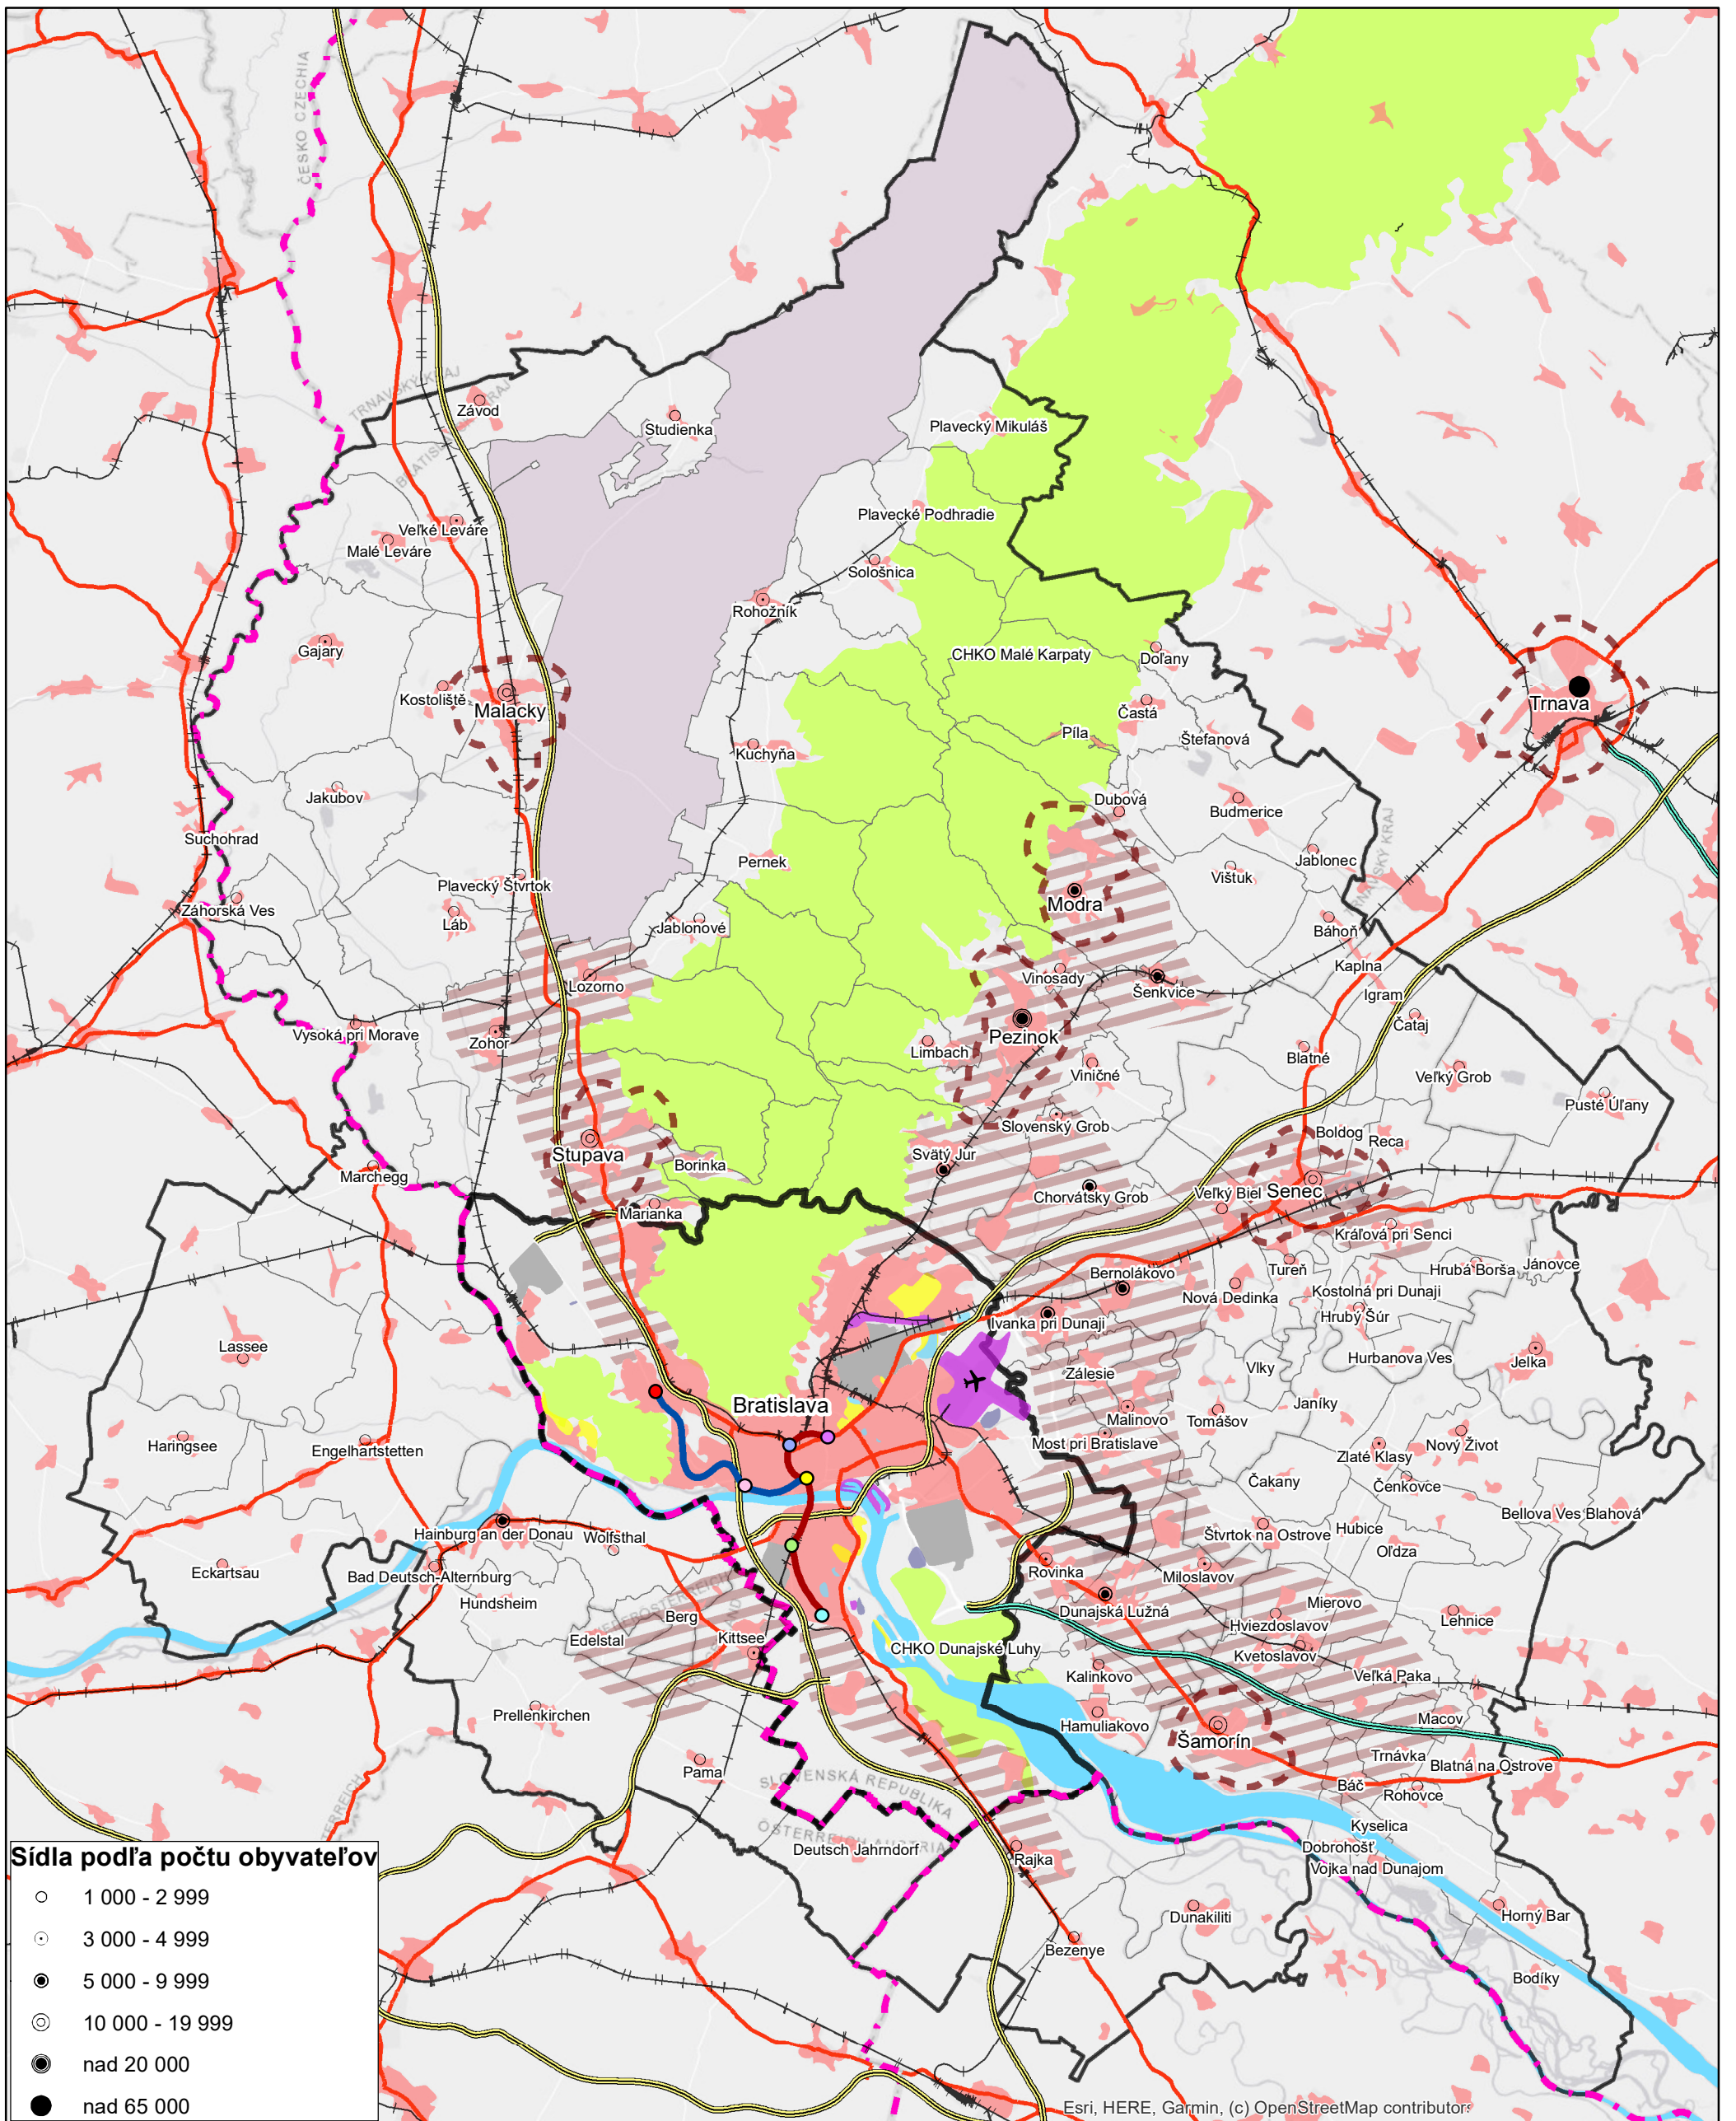 ČESKO CZECHIA
TRNAVSKÝ KRAJ
Závod
Studienka
Plavecký Mikuláš
Veľké Leváre
Malé Leváre
Plavecké Podhradie
Sološnica
Rohožník
Gajary
CHKO Malé Karpaty
Doľany
Kostolište
Malacky
Častá
Trnava
Píla
Štefanová
Kuchyňa
Jakubov
Dubová
Budmerice
Suchohrad
Pernek
Jablonec
TRNAVSKÝ KRAJ
Plavecký Štvrtok
Vištuk
Modra
Záhorská Ves
Láb
Jablonové
Báhoň
Kaplna
Lozorno
Vinosady
Šenkvice
Igram
Čataj
Vysoká pri Morave
Zohor
Pezinok
Limbach
Blatné
Viničné
Veľký Grob
Pusté Úľany
Slovenský Grob
Boldog
Reca
Stupava
Borinka
Svätý Jur
Marchegg
Chorvátsky Grob
Veľký Biel
Senec
Marianka
Kráľová pri Senci
Bernolákovo
Tureň
Hrubá Borša
Jánovce
Nová Dedinka
Kostolná pri Dunaji
Ivanka pri Dunaji
Hrubý Šúr
Lassee
Zálesie
Vlky
Hurbanova Ves
Jelka
Bratislava
Malinovo
Tomášov
Janíky
Haringsee
Engelhartstetten
Most pri Bratislave
Zlaté Klasy
Nový Život
Čakany
Čenkovce
Bellova Ves
Blahová
Hainburg an der Donau
Wolfsthal
Štvrtok na Ostrove
Hubice
Oľdza
Eckartsau
Bad Deutsch-Alternburg
Rovinka
Miloslavov
Hundsheim
Berg
Dunajská Lužná
Mierovo
Lehnice
Edelstal
Kittsee
CHKO Dunajské Luhy
Hviezdoslavov
Kvetoslavov
Kalinkovo
Veľká Paka
Prellenkirchen
Hamuliakovo
Šamorín
Macov
Pama
Trnávka
Blatná na Ostrove
SLOVENSKÁ REPUBLIKA
Báč
Rohovce
ÖSTERREICH AUSTRIA
Kyselica
Deutsch Jahrndorf
Rajka
Dobrohošť
Vojka nad Dunajom
Dunakiliti
Horný Bar
Bezenye
Bodíky
Sídla podľa počtu obyvateľov
1 000 - 2 999
3 000 - 4 999
5 000 - 9 999
10 000 - 19 999
nad 20 000
nad 65 000
Esri, HERE, Garmin, (c) OpenStreetMap contributors